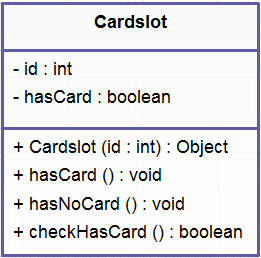 Cardslot
- id : int
- hasCard : boolean
+ Cardslot (id : int) : Object
+ hasCard () : void
+ hasNoCard () : void
+ checkHasCard () : boolean